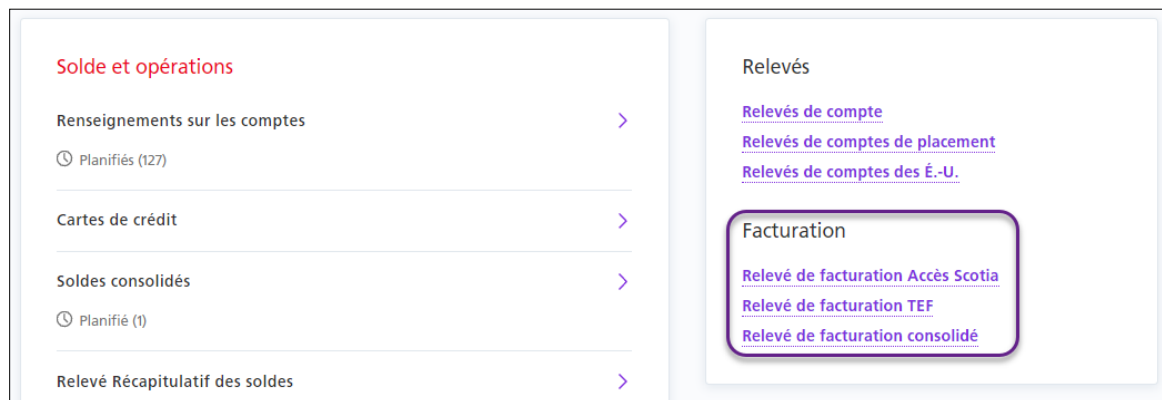 Solde et opérations
Renseignements sur les comptes
Planifiés (127)
Cartes de crédit
Soldes consolidés
Planifié (1)
Relevé Récapitulatif des soldes
Relevés
Relevés de compte
Relevés de comptes de placement
Relevés de comptes des É.-U.
Facturation
Relevé de facturation Accès Scotia
Relevé de facturation TEF
Relevé de facturation consolidé